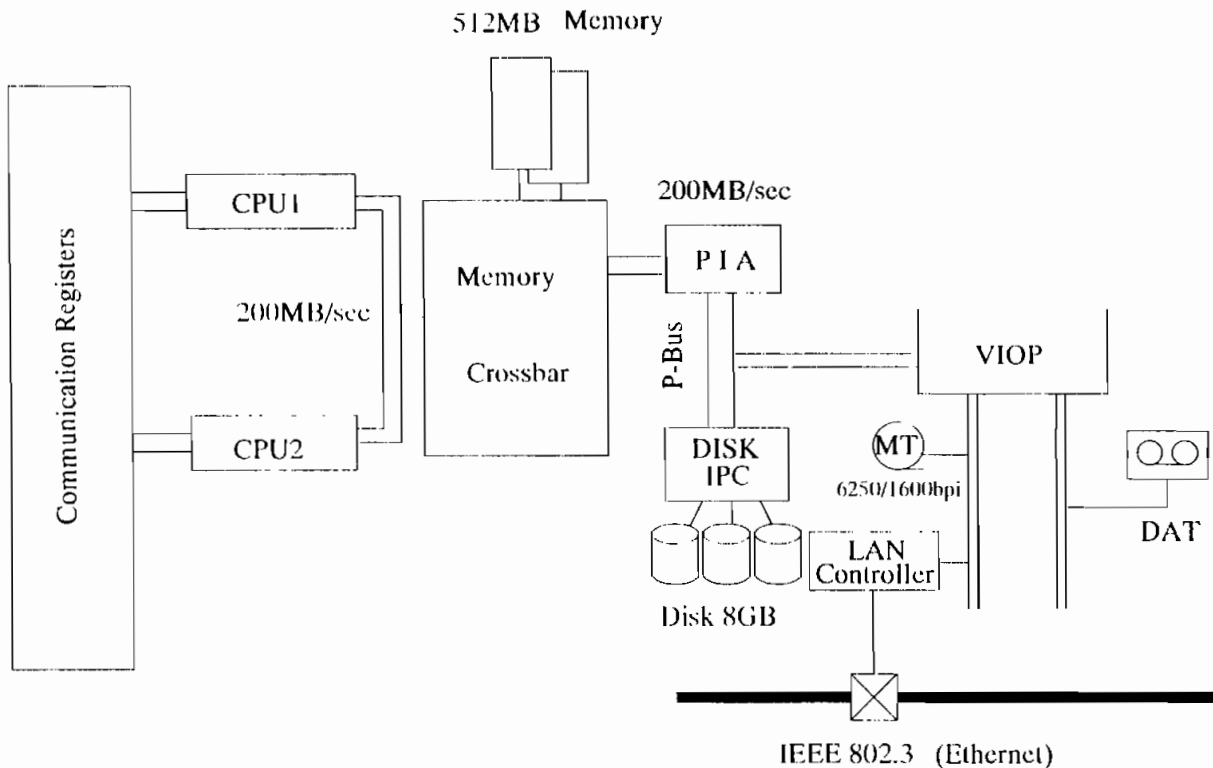 512MB Memory
Communication Registers
CPU1
200MB/sec
CPU2
Memory
Crossbar
200MB/sec
P I A
P-Bus
VIOP
DISK
IPC
Disk 8GB
MT
6250/1600bpi
LAN
Controller
DAT
IEEE 802.3 (Ethernet)